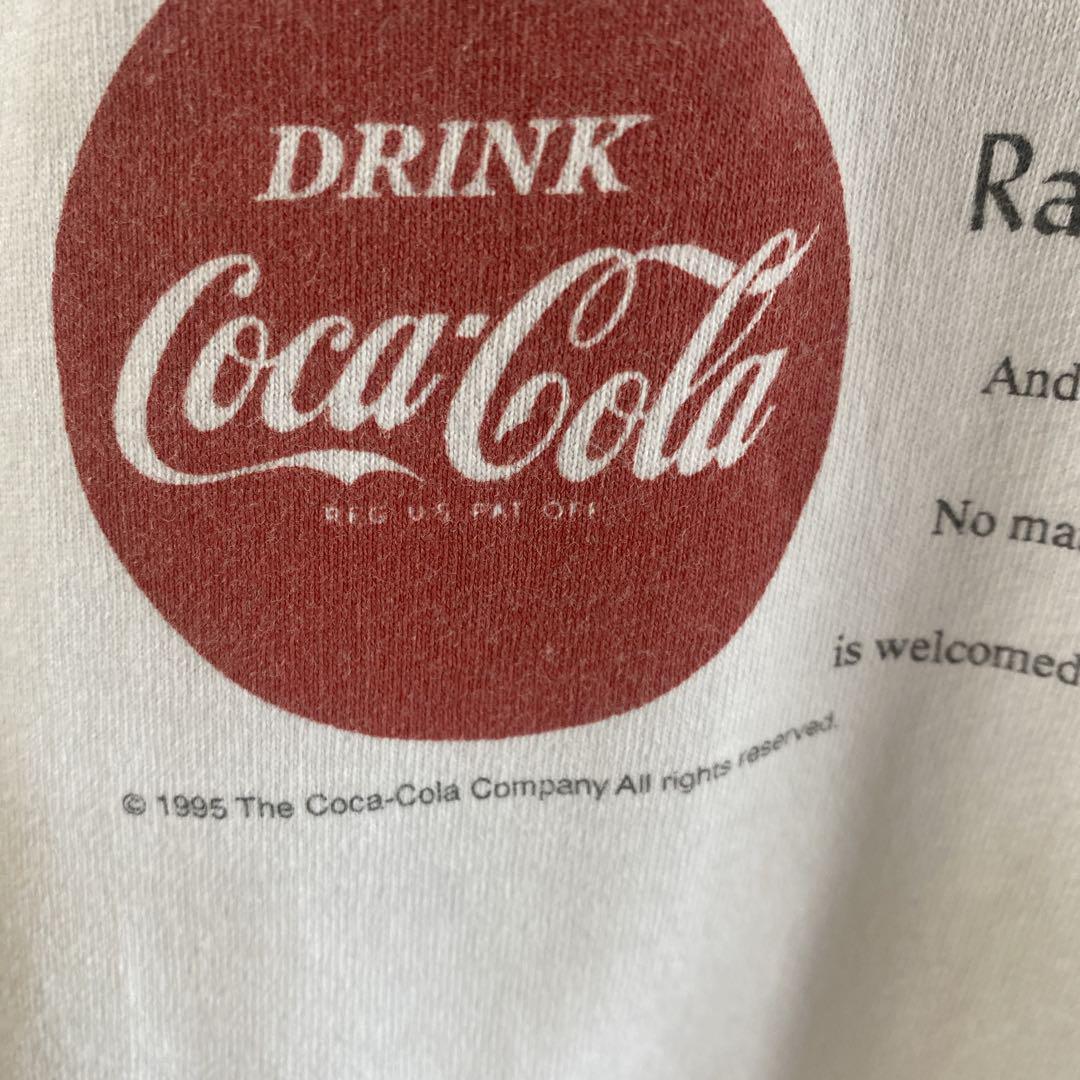 DRINK
Coca-Cola
REG US PAT OFF
Ra
And
No ma
is welcomed
© 1995 The Coca-Cola Company All rights reserved.